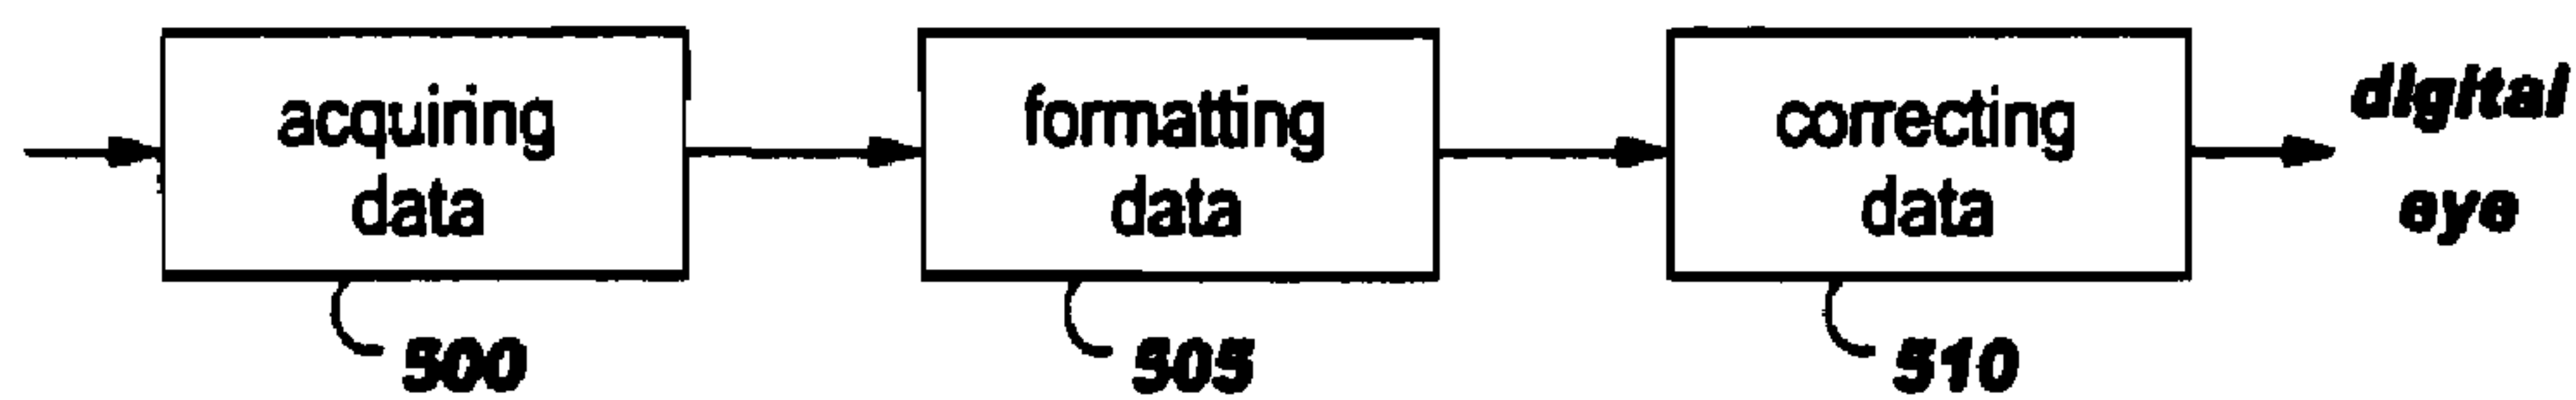 acquiring
data
500
formatting
data
505
correcting
data
510
digital
eye